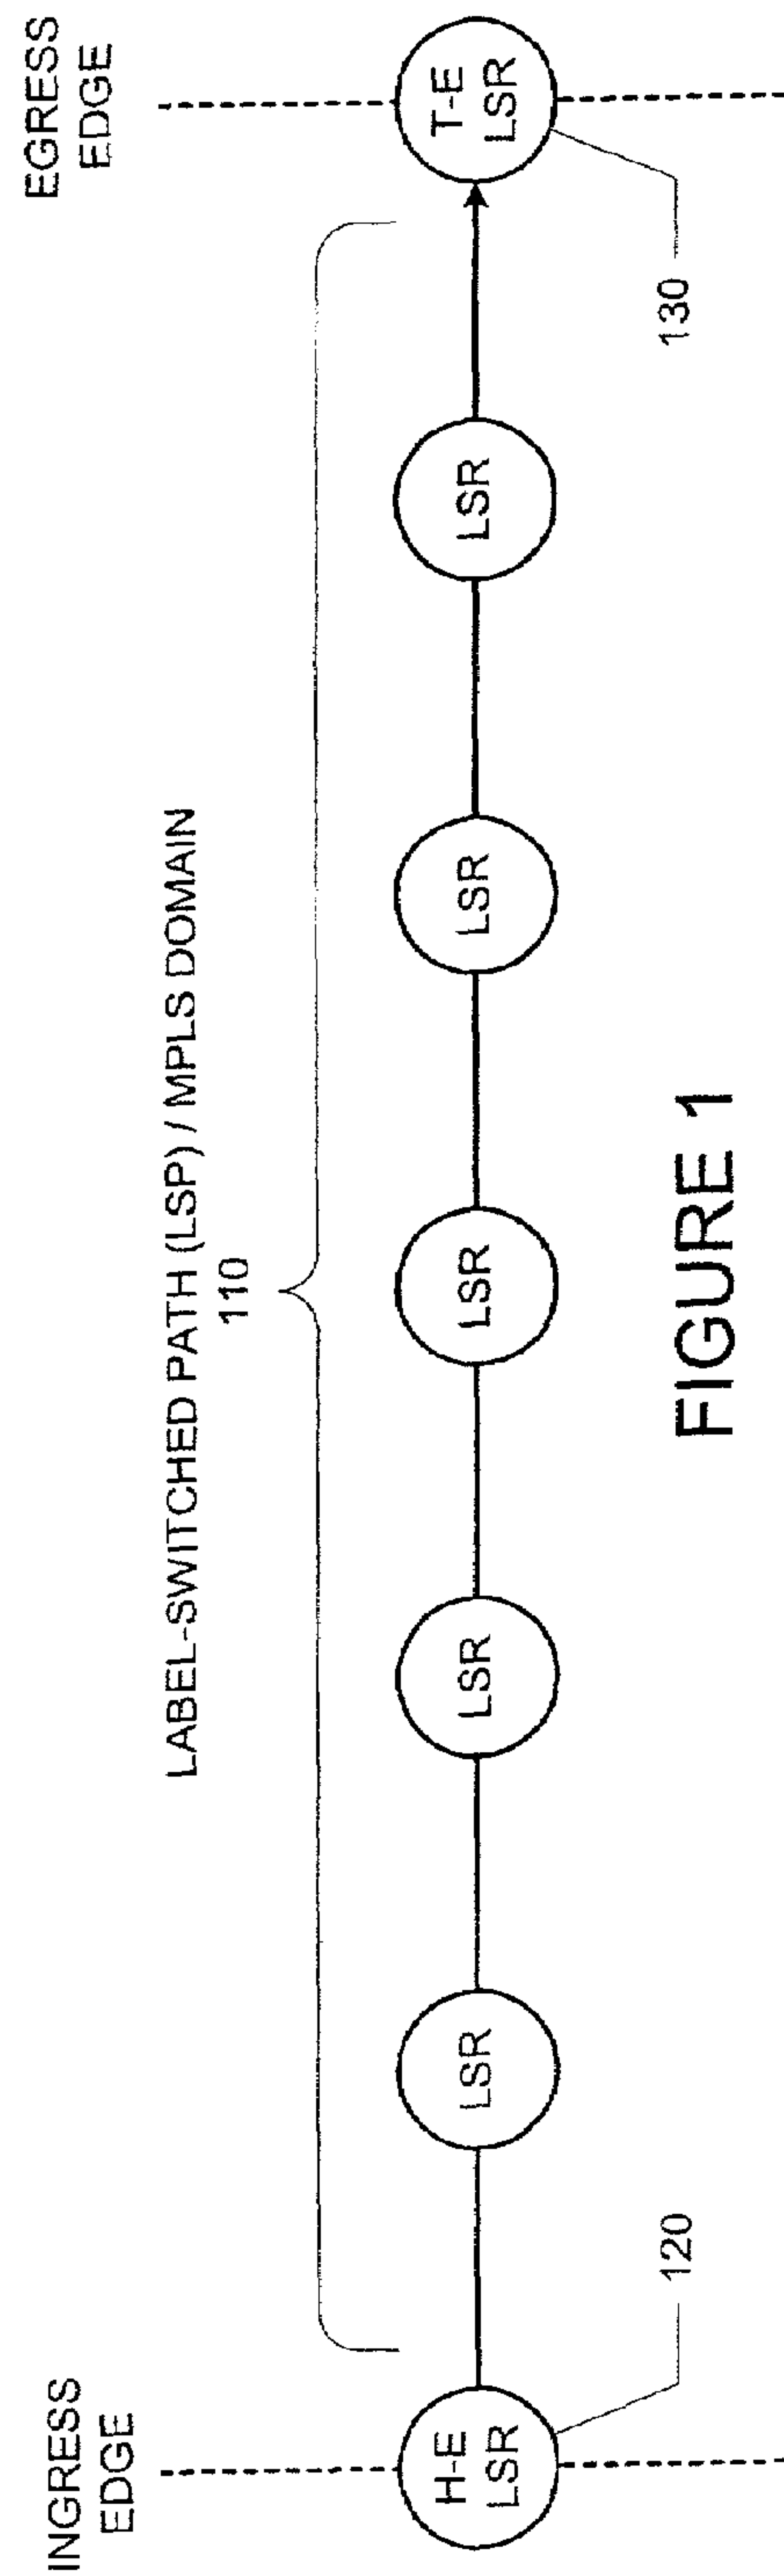 INGRESS
EDGE
EGRESS
EDGE
LABEL-SWITCHED PATH (LSP) / MPLS DOMAIN
110
H-E
LSR
LSR
LSR
LSR
LSR
LSR
T-E
LSR
120
130
FIGURE 1